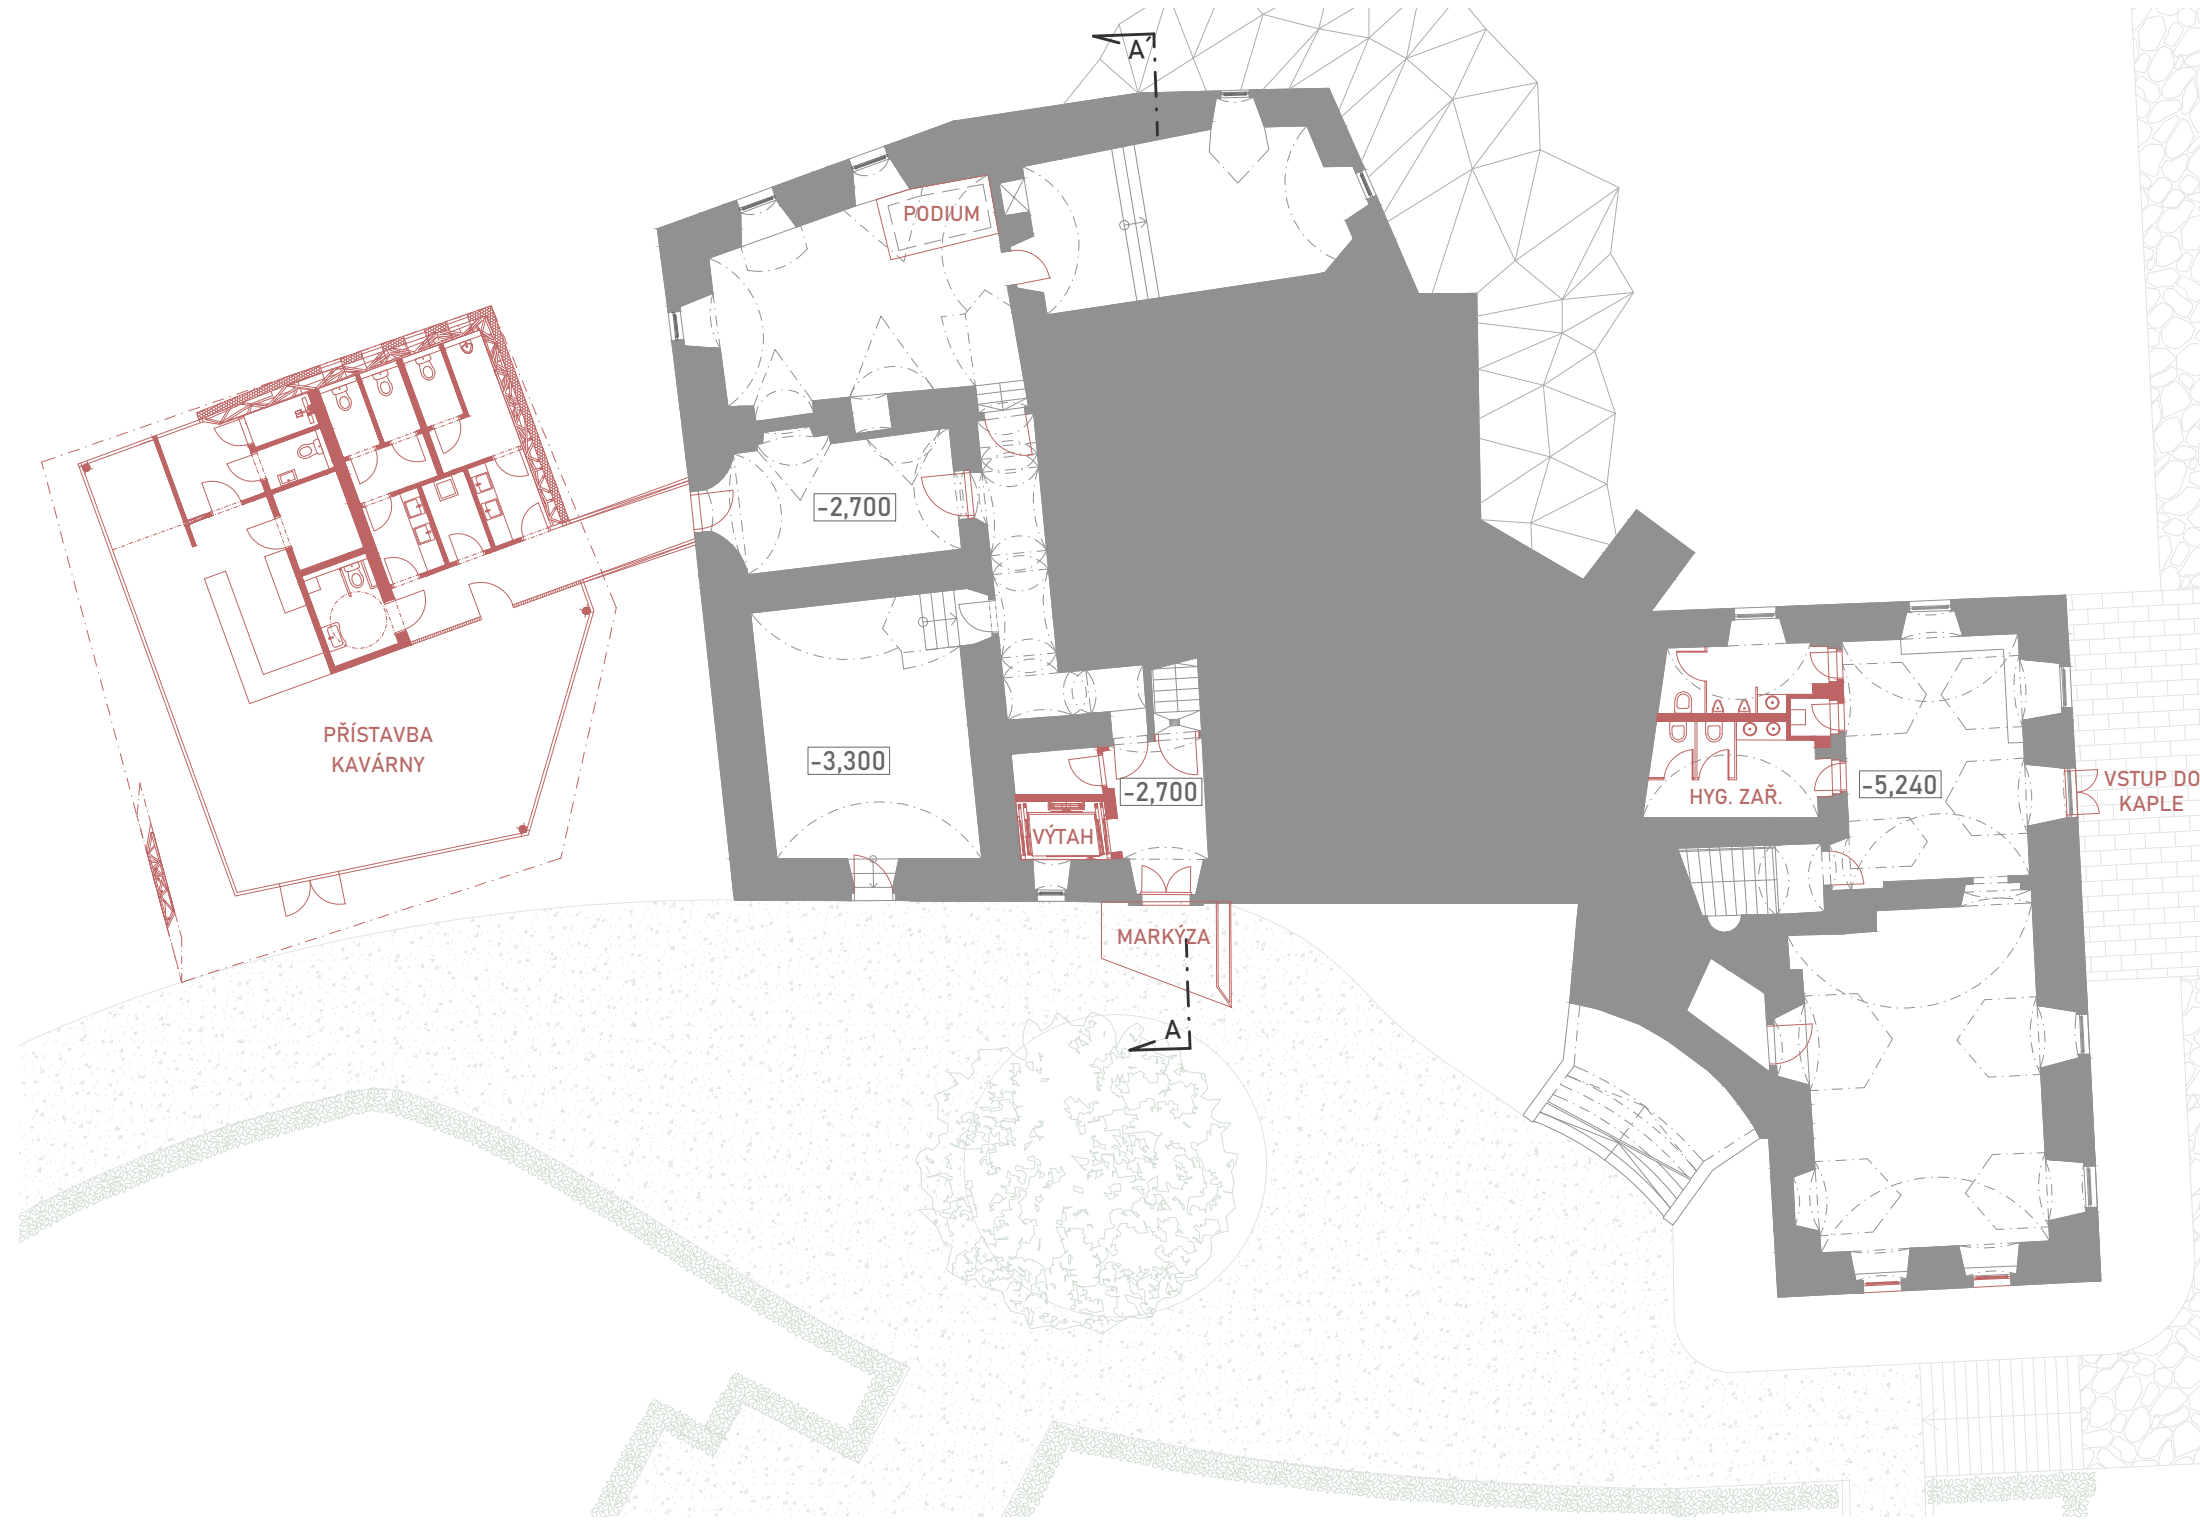 A´
PODIUM
-2,700
PŘÍSTAVBA
KAVÁRNY
-3,300
-2,700
VÝTAH
MARKÝZA
A
HYG. ZAŘ.
-5,240
VSTUP DO
KAPLE